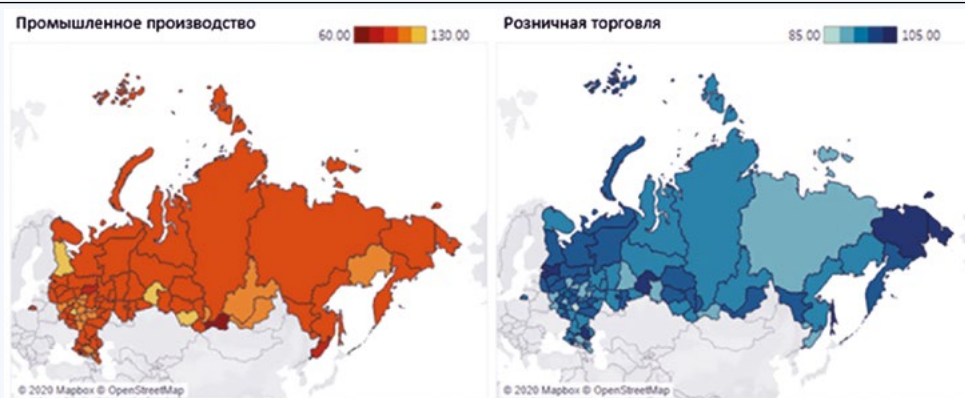 Промышленное производство
60.00 130.00
© 2020 Mapbox © OpenStreetMap
Розничная торговля
85.00 105.00
© 2020 Mapbox © OpenStreetMap